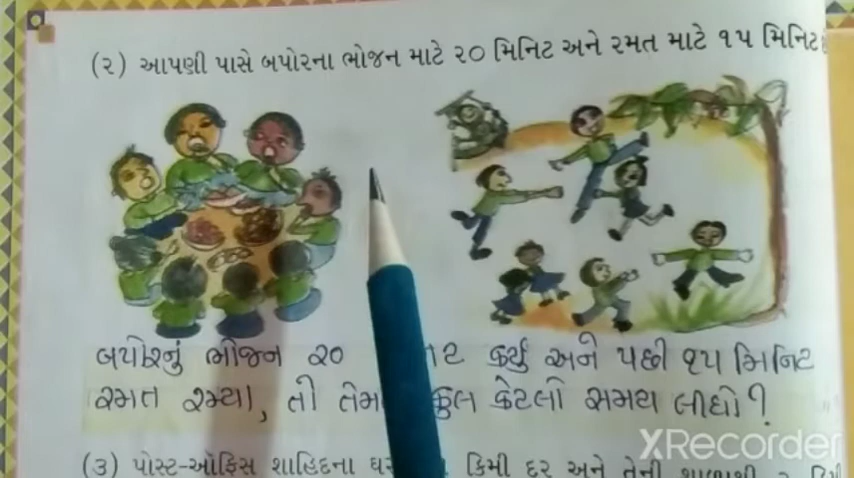 (૨) આપણી પાસે બપોરના ભોજન માટે ૨૦ મિનિટ અને રમત માટે ૧૫ મિનિટ
બપોરનું ભોજન ૨૦ કર્યું અને પછી ૧૫ મિનિટ
રમત રમ્યા, તો કુલ કેટલો સમય લીધો?
(૩) પોસ્ટ-ઑફિસ શાહિદના કિમી દૂર અને તેની
XRecorder